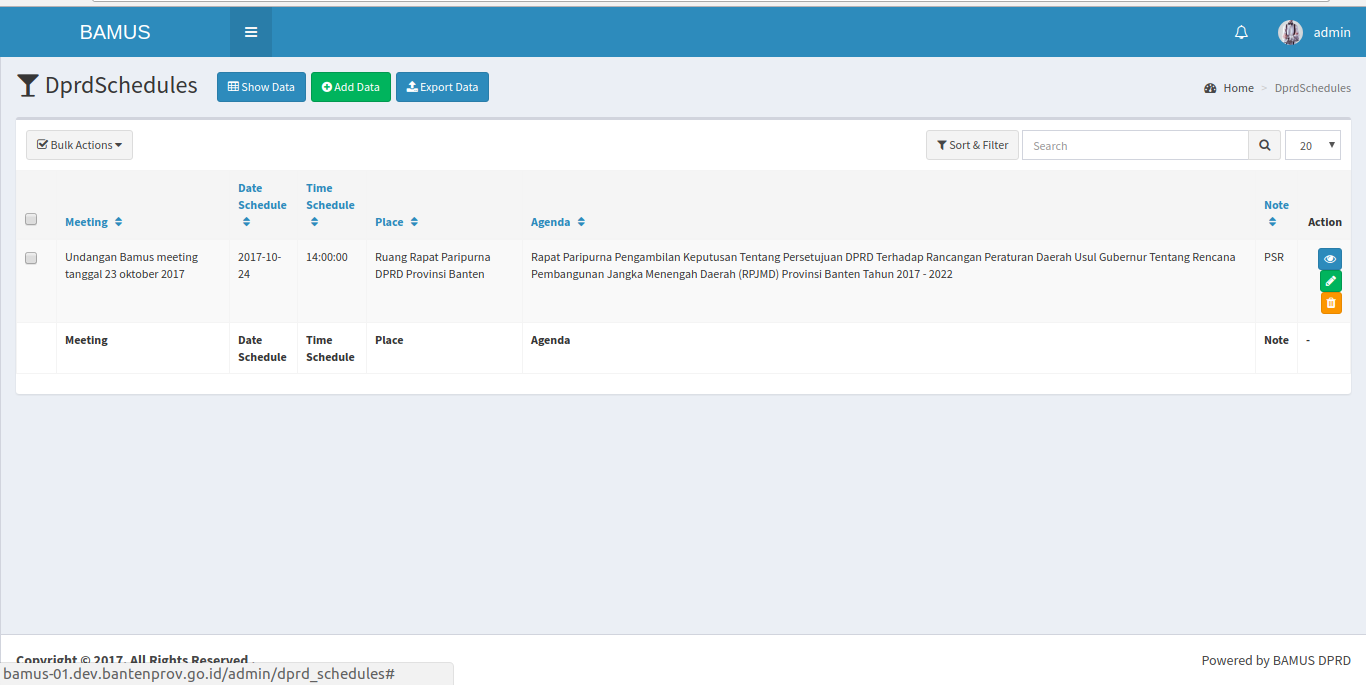 BAMUS
admin
DprdSchedules
Show Data
Add Data
Export Data
Home > DprdSchedules
Bulk Actions
Sort & Filter
Search
20
Meeting
Date Schedule
Time Schedule
Place
Agenda
Note
Action
Undangan Bamus meeting
tanggal 23 oktober 2017
2017-10-
24
14:00:00
Ruang Rapat Paripurna
DPRD Provinsi Banten
Rapat Paripurna Pengambilan Keputusan Tentang Persetujuan DPRD Terhadap Rancangan Peraturan Daerah Usul Gubernur Tentang Rencana
Pembangunan Jangka Menengah Daerah (RPJMD) Provinsi Banten Tahun 2017 - 2022
PSR
Meeting
Date
Schedule
Time
Schedule
Place
Agenda
Note
-
Copyright © 2017. All Rights Reserved .
Powered by BAMUS DPRD
bamus-01.dev.bantenprov.go.id/admin/dprd_schedules#